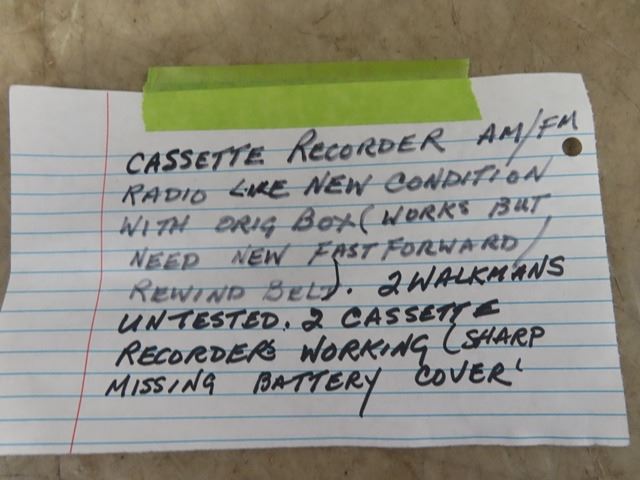 CASSETTE RECORDER AM/FM
RADIO LIKE NEW CONDITION
WITH ORIG BOX (WORKS BUT
NEED NEW FAST FORWARD/
REWIND BELT). 2 WALKMANS
UNTESTED. 2 CASSETTE
RECORDERS WORKING (SHARP
MISSING BATTERY COVER'